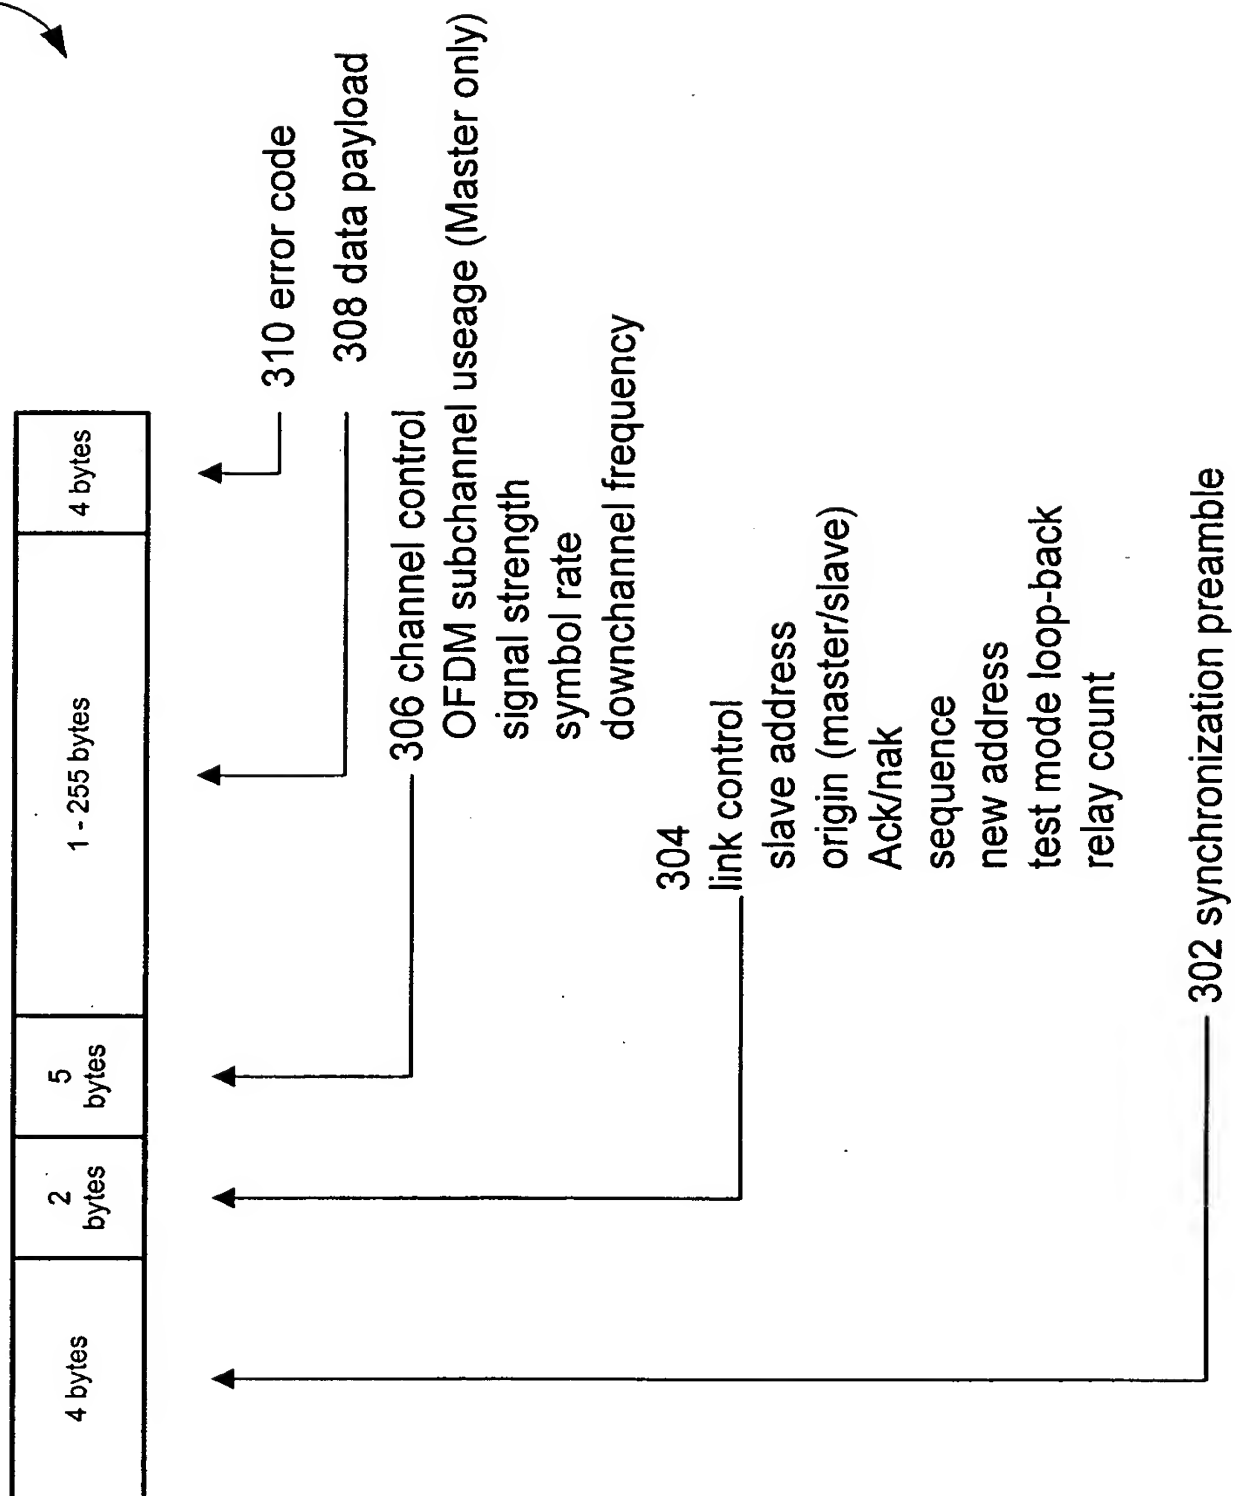 4 bytes
2
bytes
5
bytes
1 - 255 bytes
4 bytes
310 error code
308 data payload
306 channel control
OFDM subchannel useage (Master only)
signal strength
symbol rate
downchannel frequency
304
link control
slave address
origin (master/slave)
Ack/nak
sequence
new address
test mode loop-back
relay count
302 synchronization preamble